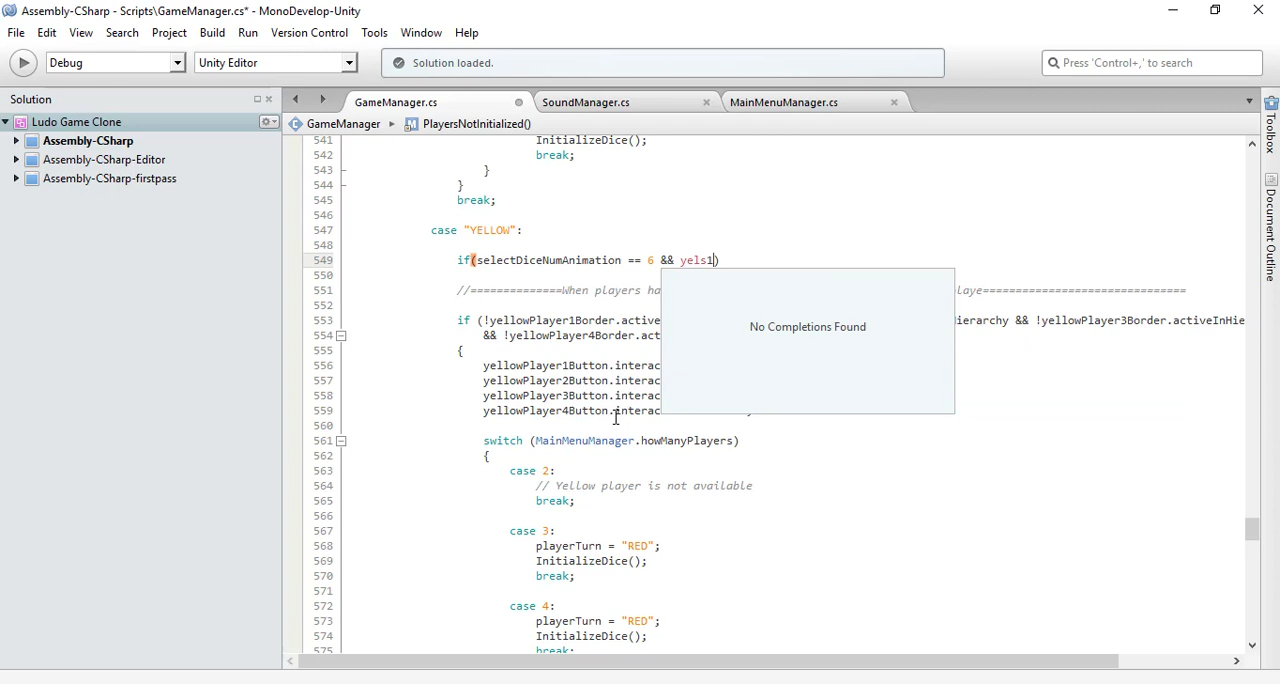 Assembly-CSharp - Scripts\GameManager.cs* - MonoDevelop-Unity
File Edit View Search Project Build Run Version Control Tools Window Help
Debug Unity Editor Solution loaded. Press 'Control+,' to search
Solution GameManager.cs SoundManager.cs MainMenuManager.cs
Ludo Game Clone GameManager PlayersNotInitialized()
Assembly-CSharp
Assembly-CSharp-Editor
Assembly-CSharp-firstpass
Toolbox
Document Outline
541 InitializeDice();
542 break;
543 }
544 }
545 break;
546
547 case "YELLOW":
548
549 if(selectDiceNumAnimation == 6 && yels1)
550
551 //==============When players ha laye==============================
552
553 if (!yellowPlayer1Border.active ierarchy && !yellowPlayer3Border.activeInHie
554 && !yellowPlayer4Border.act
555 {
556 yellowPlayer1Button.interac
557 yellowPlayer2Button.interac
558 yellowPlayer3Button.interac
559 yellowPlayer4Button.interac
560
561 switch (MainMenuManager.howManyPlayers)
562 {
563 case 2:
564 // Yellow player is not available
565 break;
566
567 case 3:
568 playerTurn = "RED";
569 InitializeDice();
570 break;
571
572 case 4:
573 playerTurn = "RED";
574 InitializeDice();
575 break;
No Completions Found